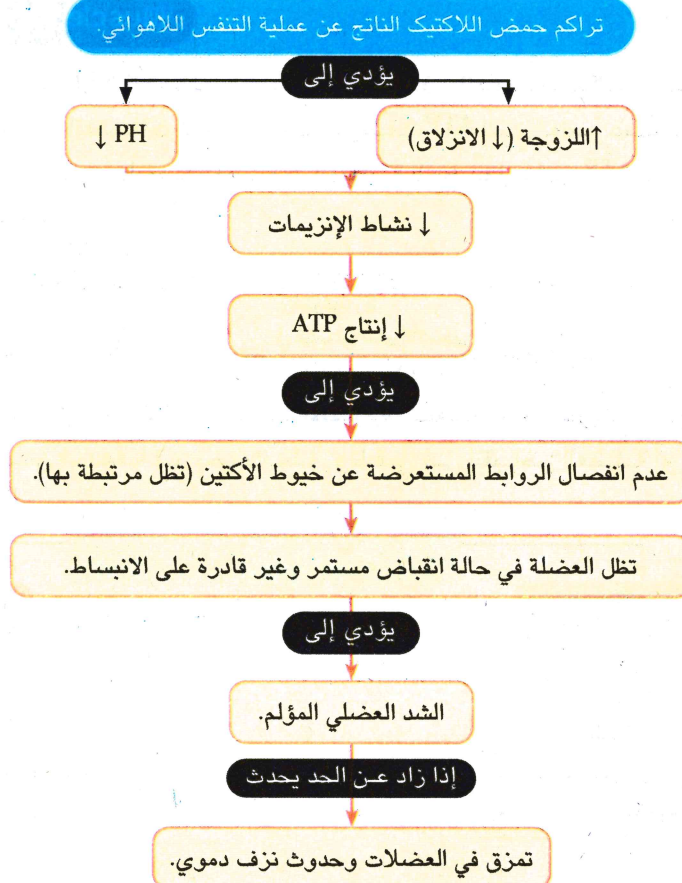 تراكم حمض اللاكتيك الناتج عن عملية التنفس اللاهوائي.
يؤدي إلى
↑اللزوجة (↓ الانزلاق)
↓ PH
↓ نشاط الإنزيمات
↓ إنتاج ATP
يؤدي إلى
عدم انفصال الروابط المستعرضة عن خيوط الأكتين (تظل مرتبطة بها).
تظل العضلة في حالة انقباض مستمر وغير قادرة على الانبساط.
يؤدي إلى
الشد العضلي المؤلم.
إذا زاد عن الحد يحدث
تمزق في العضلات وحدوث نزف دموي.